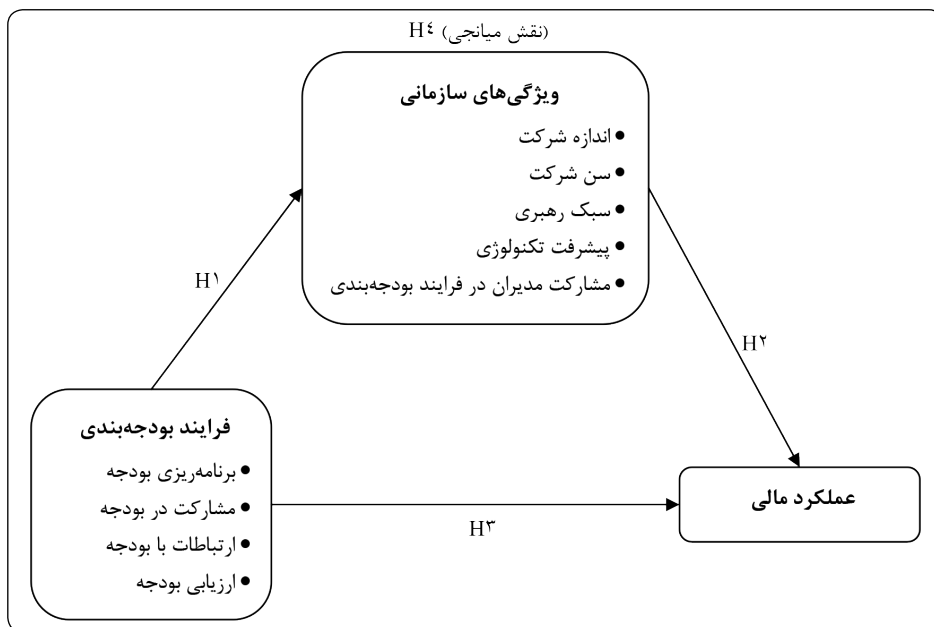 H۴ (نقش میانجی)
ویژگی‌های سازمانی
● اندازه شرکت
● سن شرکت
● سبک رهبری
● پیشرفت تکنولوژی
● مشارکت مدیران در فرایند بودجه‌بندی
H۱
H۲
فرایند بودجه‌بندی
● برنامه‌ریزی بودجه
● مشارکت در بودجه
● ارتباطات با بودجه
● ارزیابی بودجه
H۳
عملکرد مالی